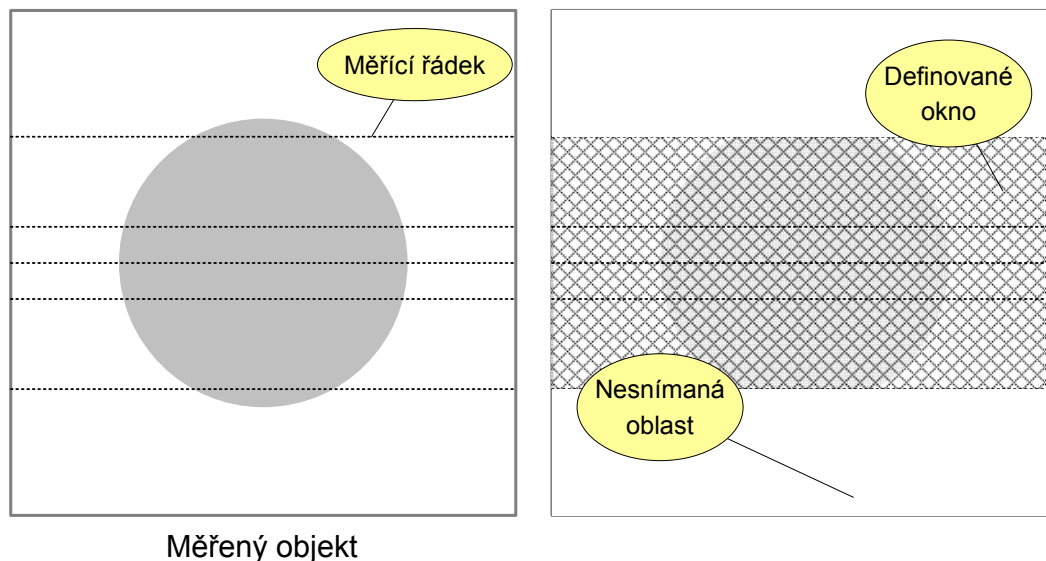 Měřící řádek
Definované
okno
Nesnímaná
oblast
Měřený objekt